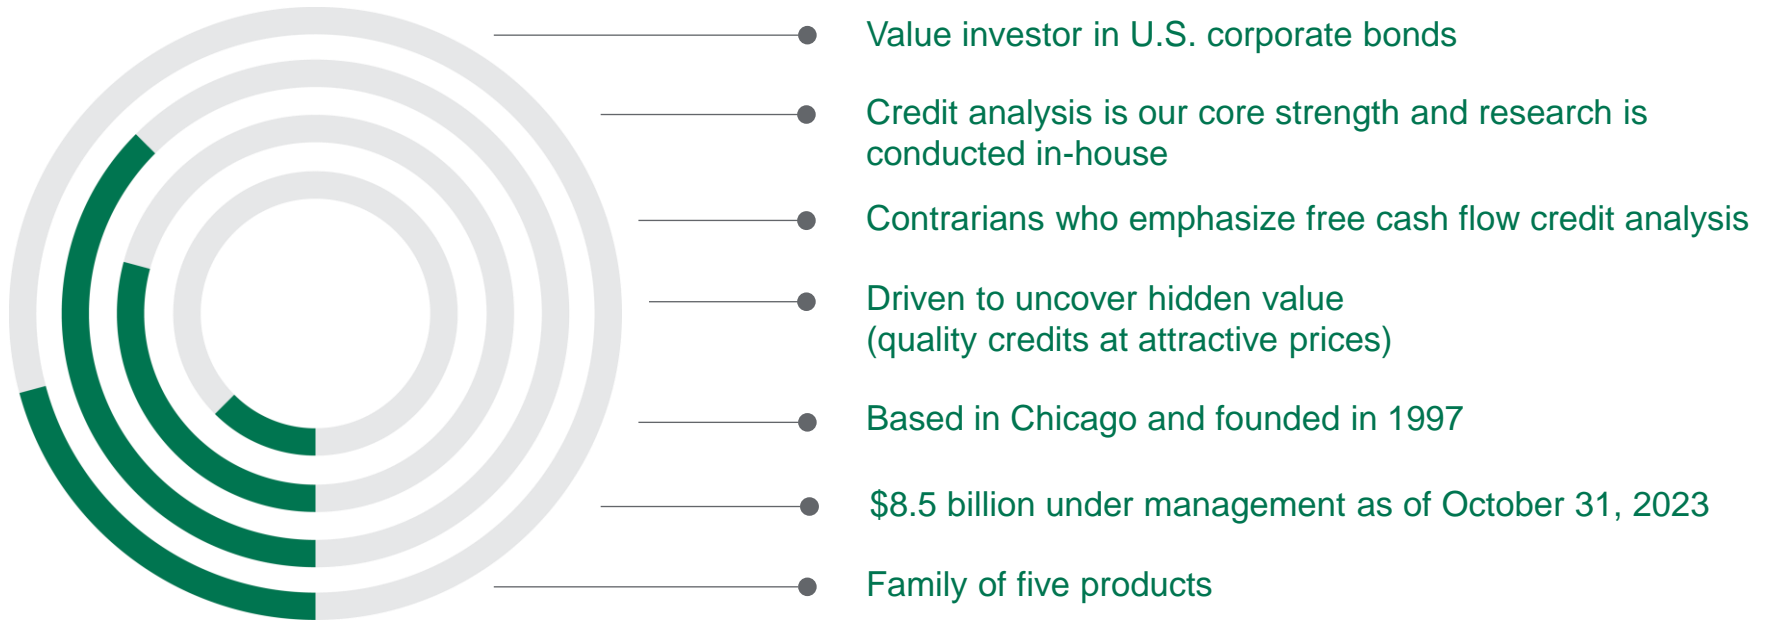 Value investor in U.S. corporate bonds
Credit analysis is our core strength and research is
conducted in-house
Contrarians who emphasize free cash flow credit analysis
Driven to uncover hidden value
(quality credits at attractive prices)
Based in Chicago and founded in 1997
$8.5 billion under management as of October 31, 2023
Family of five products